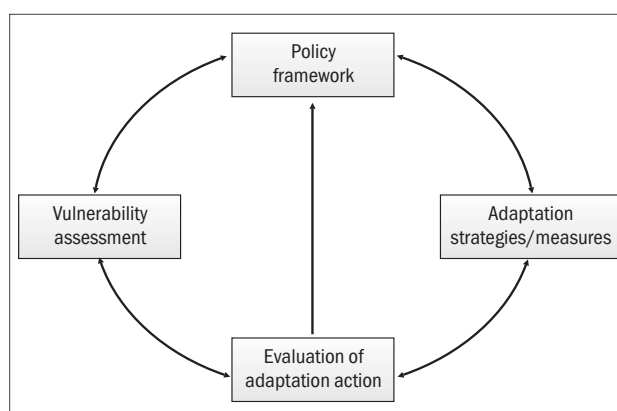 Policy
framework
Vulnerability
assessment
Adaptation
strategies/measures
Evaluation of
adaptation action